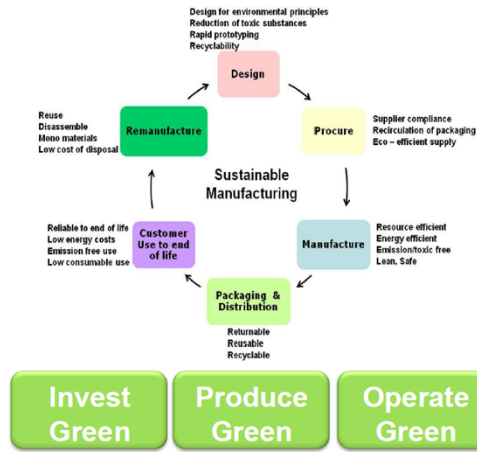 Design for environmental principles
Reduction of toxic substances
Rapid prototyping
Recyclability
Design
Reuse
Disassemble
Mono materials
Low cost of disposal
Remanufacture
Procure
Supplier compliance
Recirculation of packaging
Eco – efficient supply
Sustainable
Manufacturing
Reliable to end of life
Low energy costs
Emission free use
Low consumable use
Customer
Use to end
of life
Manufacture
Resource efficient
Energy efficient
Emission/toxic free
Lean, Safe
Packaging &
Distribution
Returnable
Reusable
Recyclable
Invest
Green
Produce
Green
Operate
Green